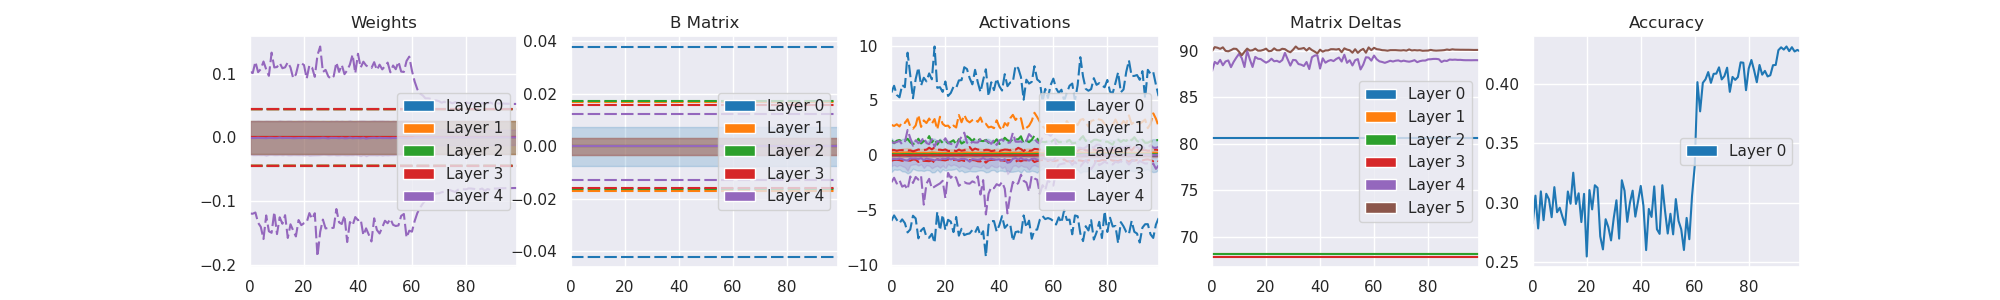 Weights
0.1
0.0
−0.1
−0.2
0 20 40 60 80
Layer 0
Layer 1
Layer 2
Layer 3
Layer 4
B Matrix
0.04
0.02
0.00
−0.02
−0.04
0 20 40 60 80
Layer 0
Layer 1
Layer 2
Layer 3
Layer 4
Activations
10
5
0
−5
−10
0 20 40 60 80
Layer 0
Layer 1
Layer 2
Layer 3
Layer 4
Matrix Deltas
90
85
80
75
70
0 20 40 60 80
Layer 0
Layer 1
Layer 2
Layer 3
Layer 4
Layer 5
Accuracy
0.40
0.35
0.30
0.25
0 20 40 60 80
Layer 0